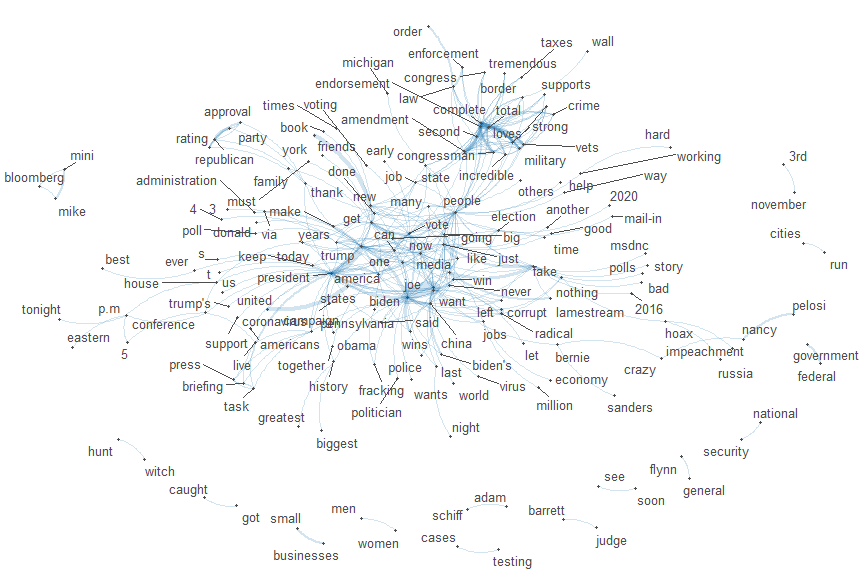 order
taxes
wall
enforcement
michigan
tremendous
congress
endorsement
border
supports
law
times
voting
complete
total
crime
approval
amendment
book
second
loves
strong
rating
party
friends
hard
republican
york
early
congressman
vets
mini
done
military
working
3rd
bloomberg
administration
family
job
state
incredible
help
way
thank
others
mike
must
new
many
people
2020
november
4
3
make
get
vote
election
another
mail-in
poll
donald
via
years
can
going
big
good
cities
s
keep
today
trump
now
time
msdnc
best
ever
one
media
like
just
run
t
president
fake
polls
story
house
us
america
joe
win
bad
trump's
united
states
biden
want
never
nothing
tonight
p.m
lamestream
2016
pelosi
conference
coronavirus
campaign
pennsylvania
said
left
corrupt
hoax
nancy
eastern
5
support
americans
obama
wins
china
jobs
radical
impeachment
government
press
live
together
police
biden's
let
bernie
crazy
russia
federal
briefing
history
fracking
last
virus
economy
task
politician
wants
world
million
sanders
greatest
biggest
night
national
hunt
security
witch
flynn
caught
see
general
got
small
men
adam
schiff
barrett
soon
businesses
women
cases
testing
judge